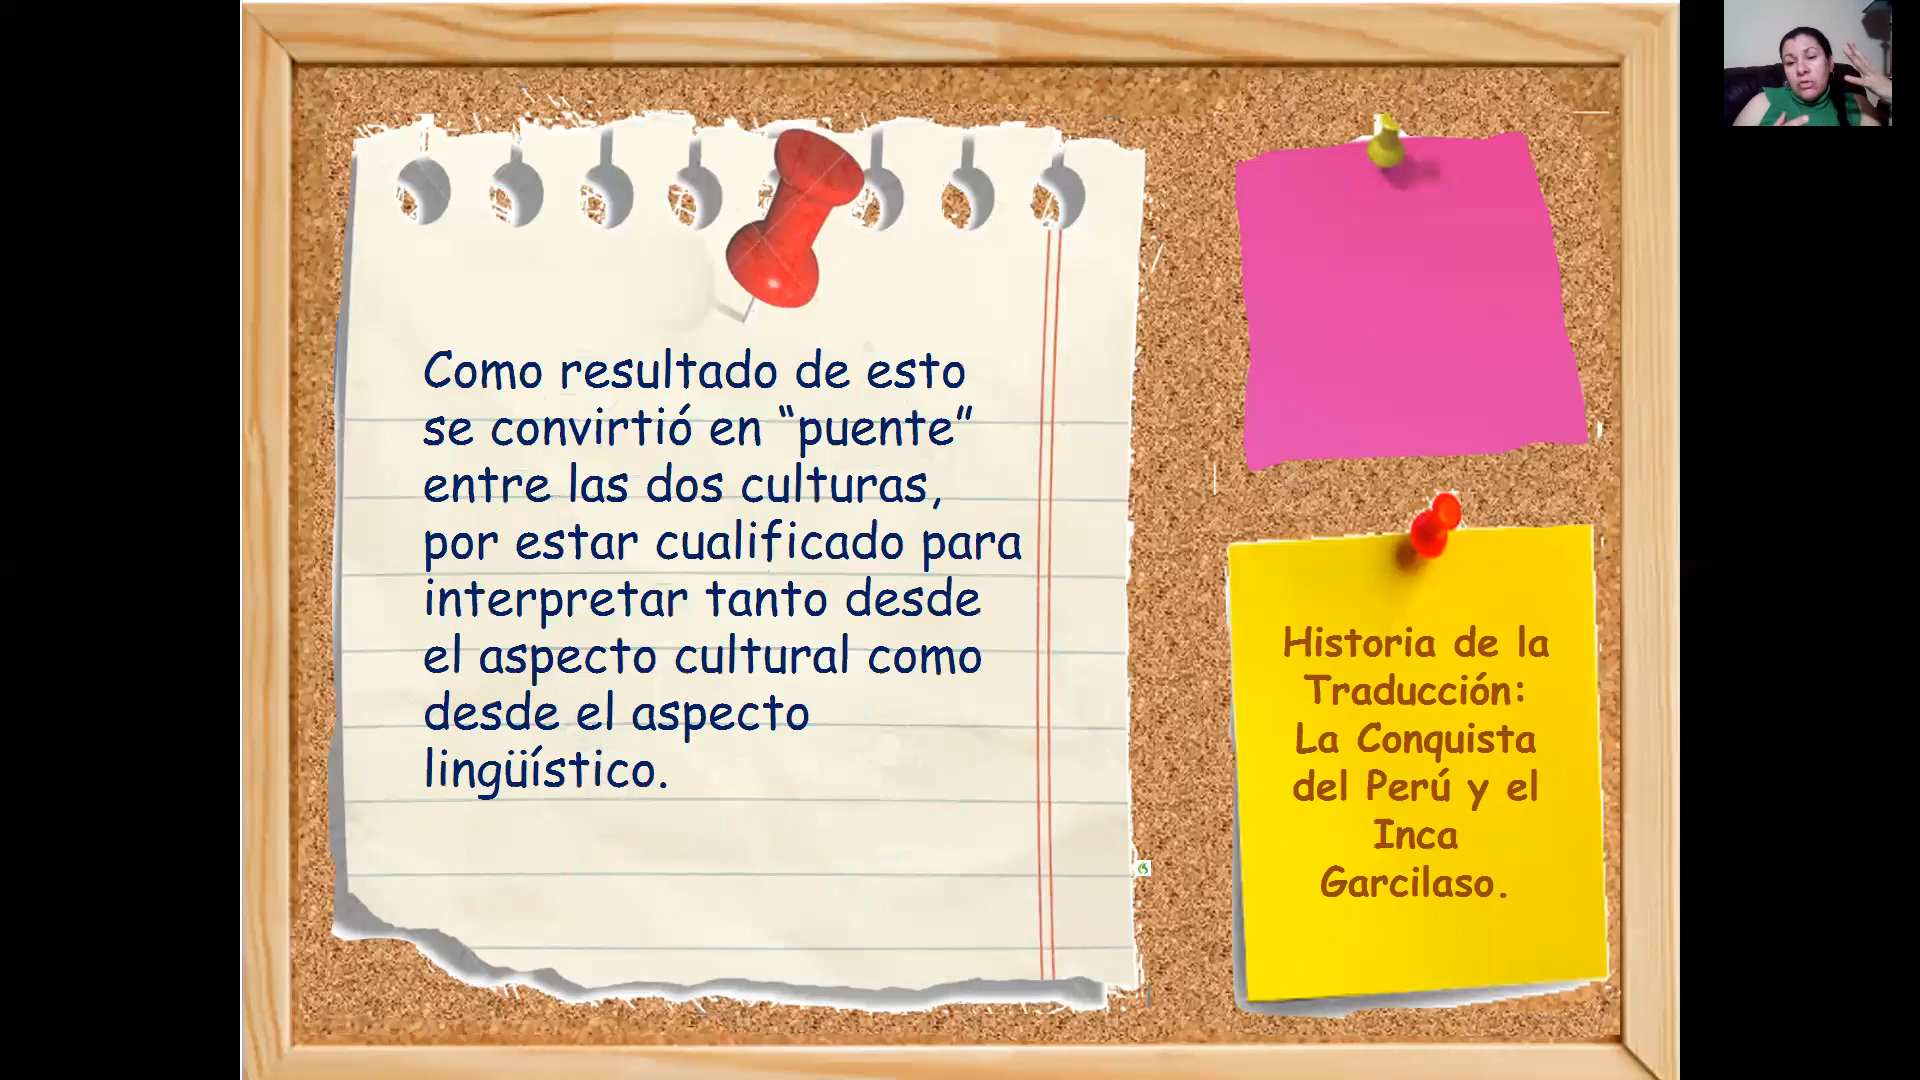 Como resultado de esto
se convirtió en “puente”
entre las dos culturas,
por estar cualificado para
interpretar tanto desde
el aspecto cultural como
desde el aspecto
lingüístico.
Historia de la
Traducción:
La Conquista
del Perú y el
Inca
Garcilaso.